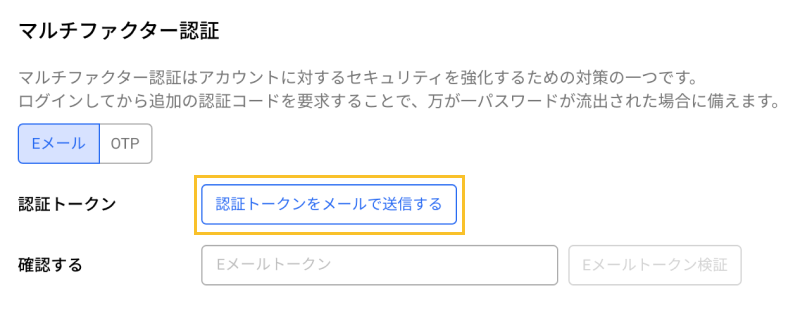 マルチファクター認証
マルチファクター認証はアカウントに対するセキュリティを強化するための対策の一つです。
ログインしてから追加の認証コードを要求することで、万が一パスワードが流出された場合に備えます。
Eメール OTP
認証トークン 認証トークンをメールで送信する
確認する Eメールトークン Eメールトークン検証